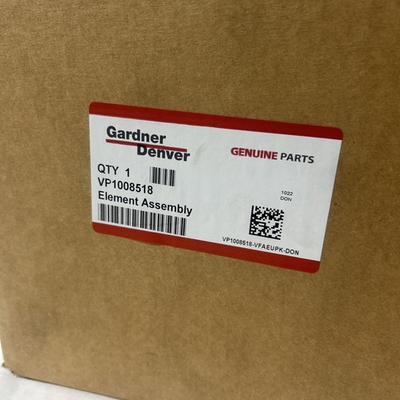 Gardner
Denver
GENUINE PARTS
QTY 1
VP1008518
Element Assembly
1022
DON
VP1008518-VFAEUPK-DON